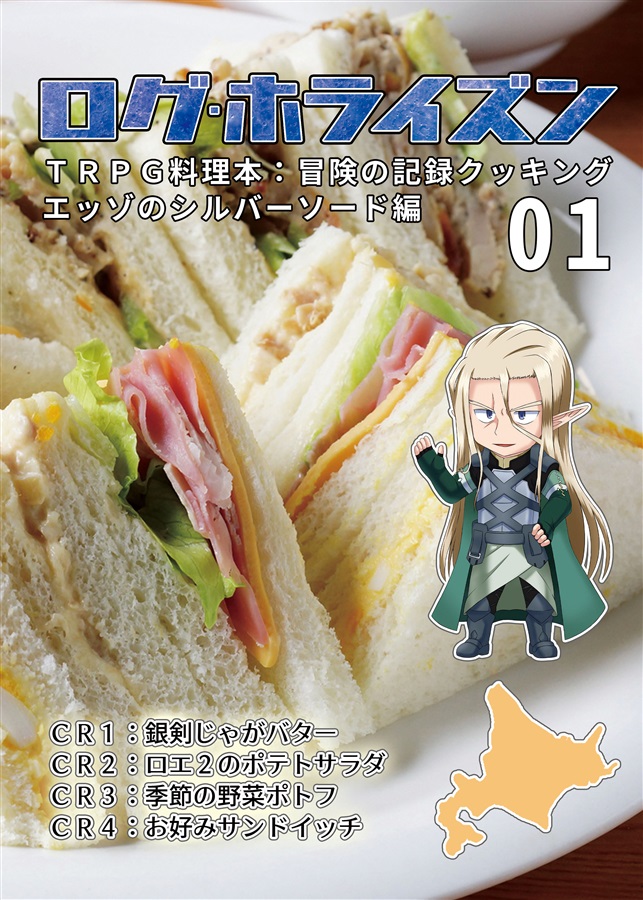 ログ・ホライズン
ＴＲＰＧ料理本：冒険の記録クッキング
エッゾのシルバーソード編
01
ＣＲ１：銀剣じゃがバター
ＣＲ２：ロエ２のポテトサラダ
ＣＲ３：季節の野菜ポトフ
ＣＲ４：お好みサンドイッチ